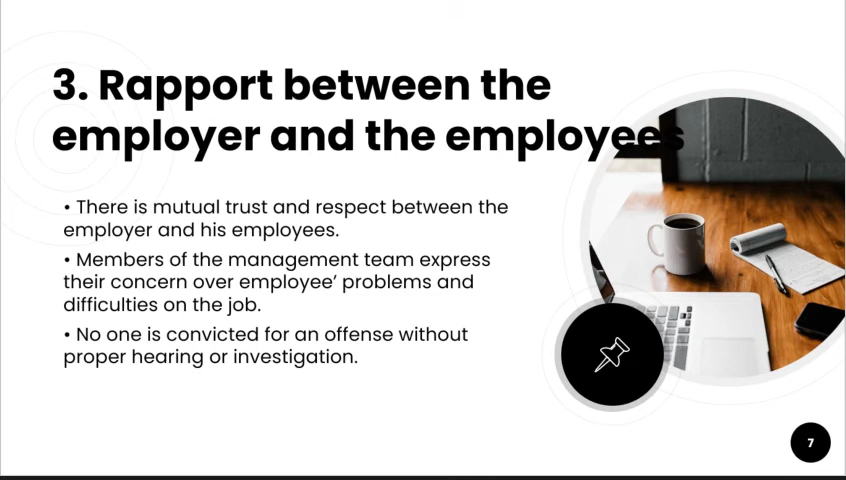 3. Rapport between the
employer and the employees
• There is mutual trust and respect between the
employer and his employees.
• Members of the management team express
their concern over employee’ problems and
difficulties on the job.
• No one is convicted for an offense without
proper hearing or investigation.
7